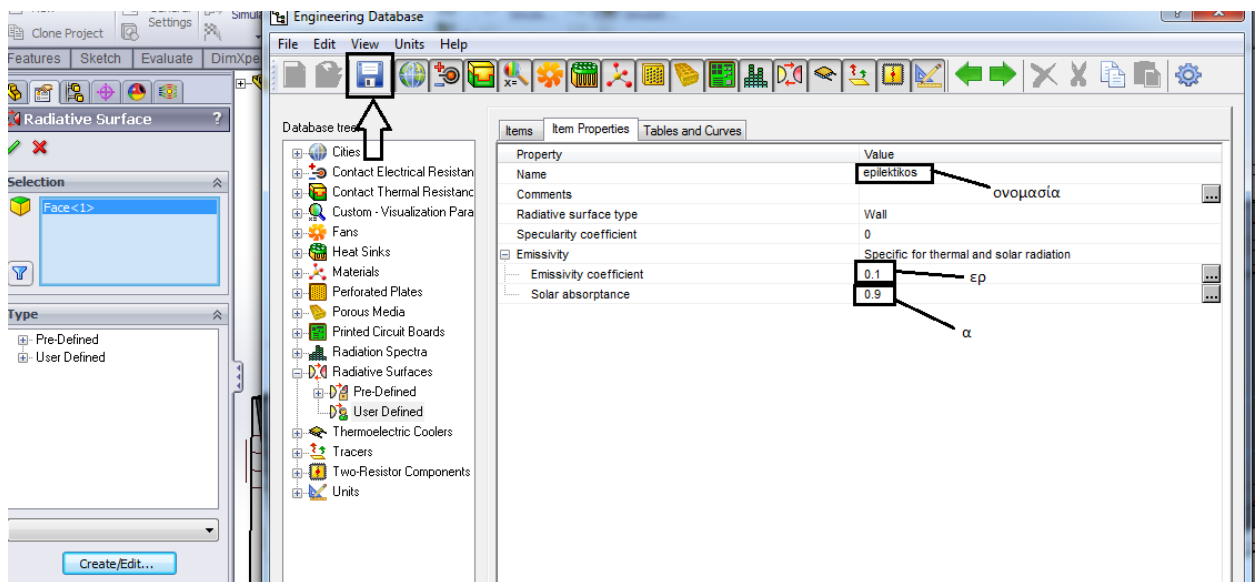 Clone Project
General
Settings
Simula
Features Sketch Evaluate DimXpe
Radiative Surface ?
Selection
Face<1>
Type
Pre-Defined
User Defined
Create/Edit...
Engineering Database
File Edit View Units Help
Database tree
Cities
Contact Electrical Resistan
Contact Thermal Resistanc
Custom - Visualization Para
Fans
Heat Sinks
Materials
Perforated Plates
Porous Media
Printed Circuit Boards
Radiation Spectra
Radiative Surfaces
Pre-Defined
User Defined
Thermoelectric Coolers
Tracers
Two-Resistor Components
Units
Items Item Properties Tables and Curves
Property Value
Name epilektikos
ονομασία
Comments ...
Radiative surface type Wall
Specularity coefficient 0
Emissivity Specific for thermal and solar radiation
Emissivity coefficient 0.1 ...
ερ
Solar absorptance 0.9 ...
α